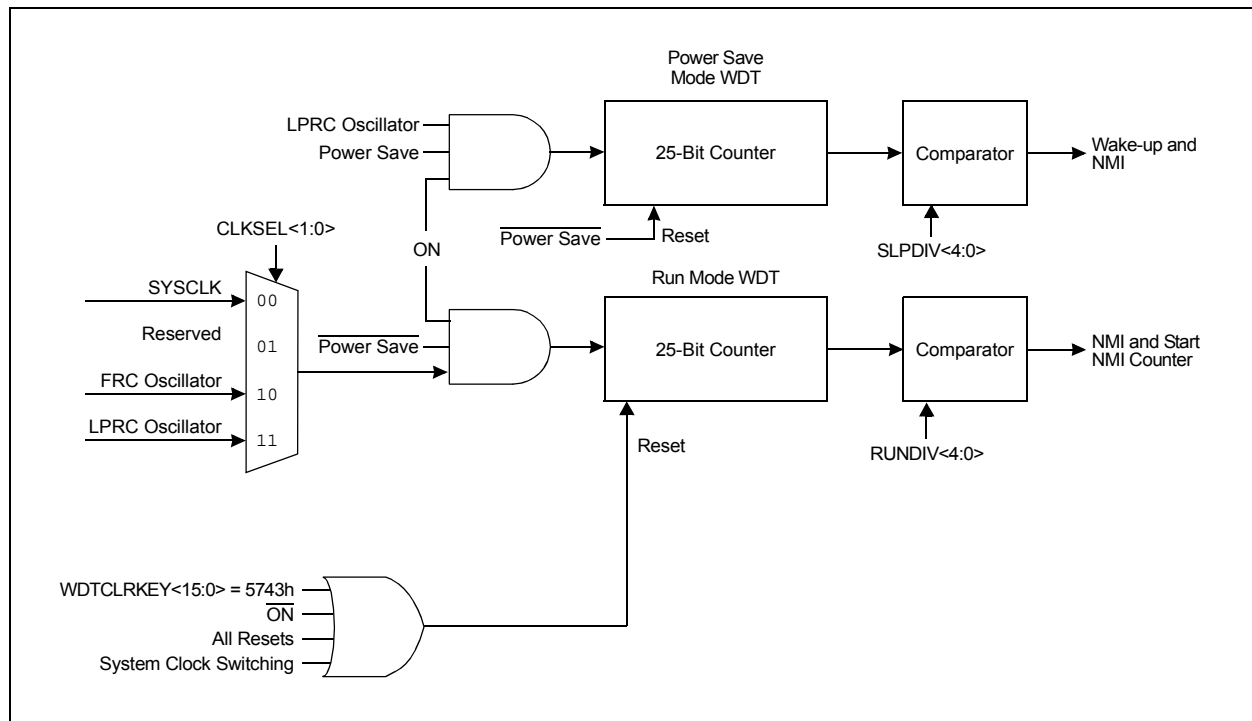 Power Save
Mode WDT
LPRC Oscillator
Power Save
25-Bit Counter
Comparator
Wake-up and
NMI
CLKSEL<1:0>
ON
Power Save
Reset
SLPDIV<4:0>
Run Mode WDT
SYSCLK
00
Reserved
01
Power Save
25-Bit Counter
Comparator
NMI and Start
NMI Counter
FRC Oscillator
10
LPRC Oscillator
11
Reset
RUNDIV<4:0>
WDTCLRKEY<15:0> = 5743h
ON
All Resets
System Clock Switching